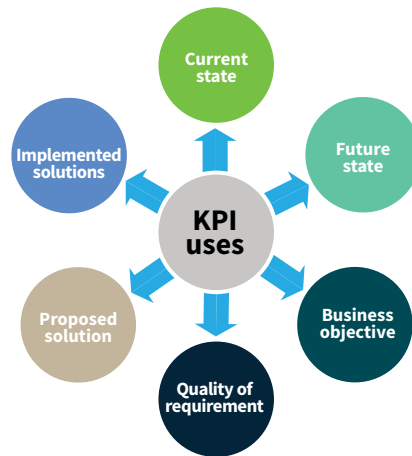 Current
state
Implemented
solutions
Future
state
KPI
uses
Proposed
solution
Business
objective
Quality of
requirement